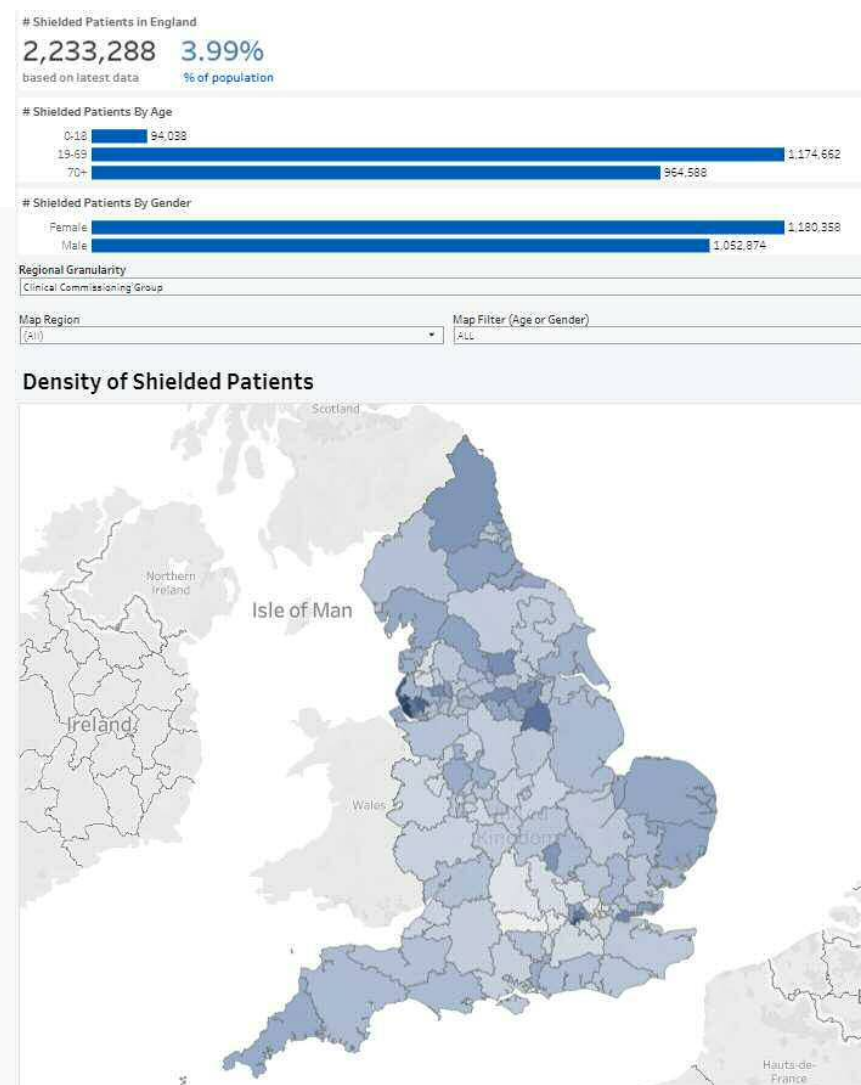 # Shielded Patients in England
2,233,288 3.99%
based on latest data % of population
# Shielded Patients By Age
0-18 94,038
19-69 1,174,662
70+ 964,588
# Shielded Patients By Gender
Female 1,180,358
Male 1,052,874
Regional Granularity
Clinical Commissioning Group
Map Region Map Filter (Age or Gender)
(All) ALL
Density of Shielded Patients
Scotland
Northern
Ireland
Isle of Man
Ireland
Wales
Kingdom
Hauts-de-
France